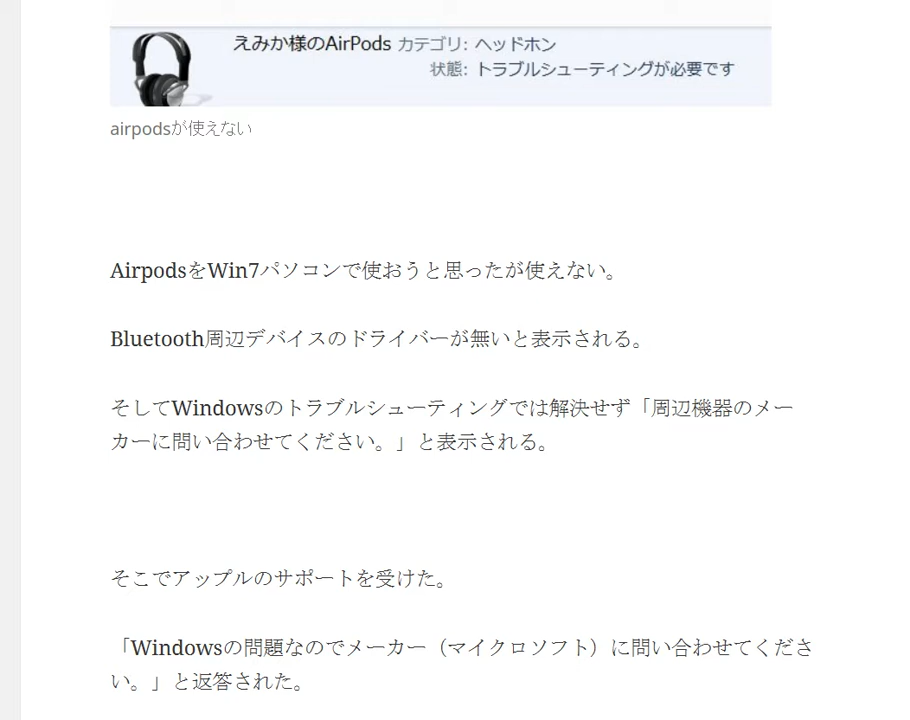 えみか様のAirPods カテゴリ: ヘッドホン
状態: トラブルシューティングが必要です
airpodsが使えない
AirpodsをWin7パソコンで使おうと思ったが使えない。
Bluetooth周辺デバイスのドライバーが無いと表示される。
そしてWindowsのトラブルシューティングでは解決せず「周辺機器のメー
カーに問い合わせてください。」と表示される。
そこでアップルのサポートを受けた。
「Windowsの問題なのでメーカー（マイクロソフト）に問い合わせてくださ
い。」と返答された。